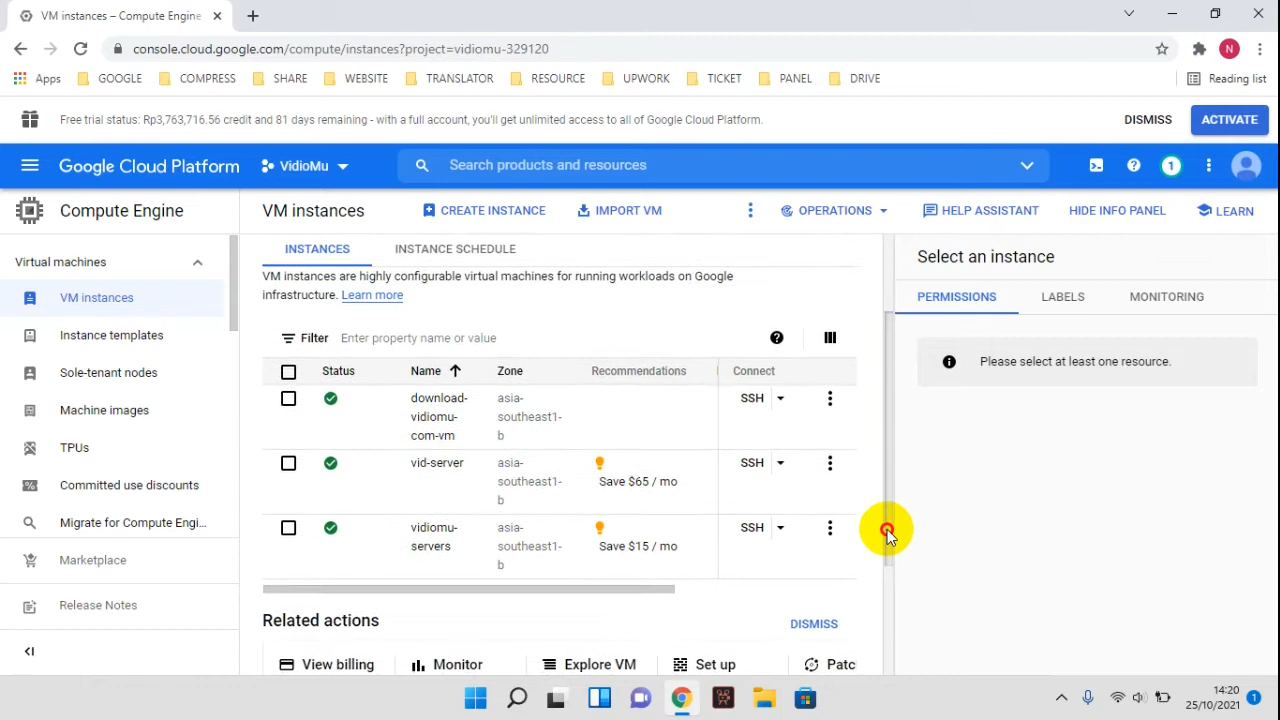 VM instances – Compute Engine
console.cloud.google.com/compute/instances?project=vidiomu-329120
N
Apps GOOGLE COMPRESS SHARE WEBSITE TRANSLATOR RESOURCE UPWORK TICKET PANEL DRIVE Reading list
Free trial status: Rp3,763,716.56 credit and 81 days remaining - with a full account, you'll get unlimited access to all of Google Cloud Platform. DISMISS ACTIVATE
Google Cloud Platform VidioMu Search products and resources 1
Compute Engine VM instances CREATE INSTANCE IMPORT VM OPERATIONS HELP ASSISTANT HIDE INFO PANEL LEARN
Virtual machines
VM instances
Instance templates
Sole-tenant nodes
Machine images
TPUs
Committed use discounts
Migrate for Compute Engi...
Marketplace
Release Notes
INSTANCES INSTANCE SCHEDULE
VM instances are highly configurable virtual machines for running workloads on Google
infrastructure. Learn more
Filter Enter property name or value
Status Name Zone Recommendations Connect
download-vidiomu-com-vm asia-southeast1-b SSH
vid-server asia-southeast1-b Save $65 / mo SSH
vidiomu-servers asia-southeast1-b Save $15 / mo SSH
Related actions DISMISS
View billing Monitor Explore VM Set up Patc
Select an instance
PERMISSIONS LABELS MONITORING
Please select at least one resource.
14:20
25/10/2021
1